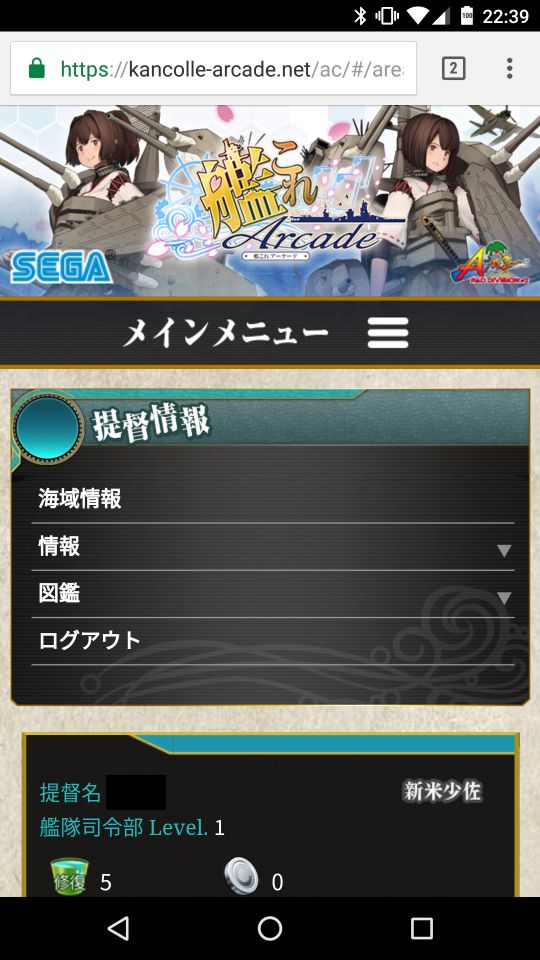 100 22:39
https://kancolle-arcade.net/ac/#/are
2
艦これ
Arcade
艦これ アーケード
SEGA
R&D DIVISION #2
メインメニュー
提督情報
海域情報
情報
図鑑
ログアウト
提督名
新米少佐
艦隊司令部 Level. 1
修復 5
0